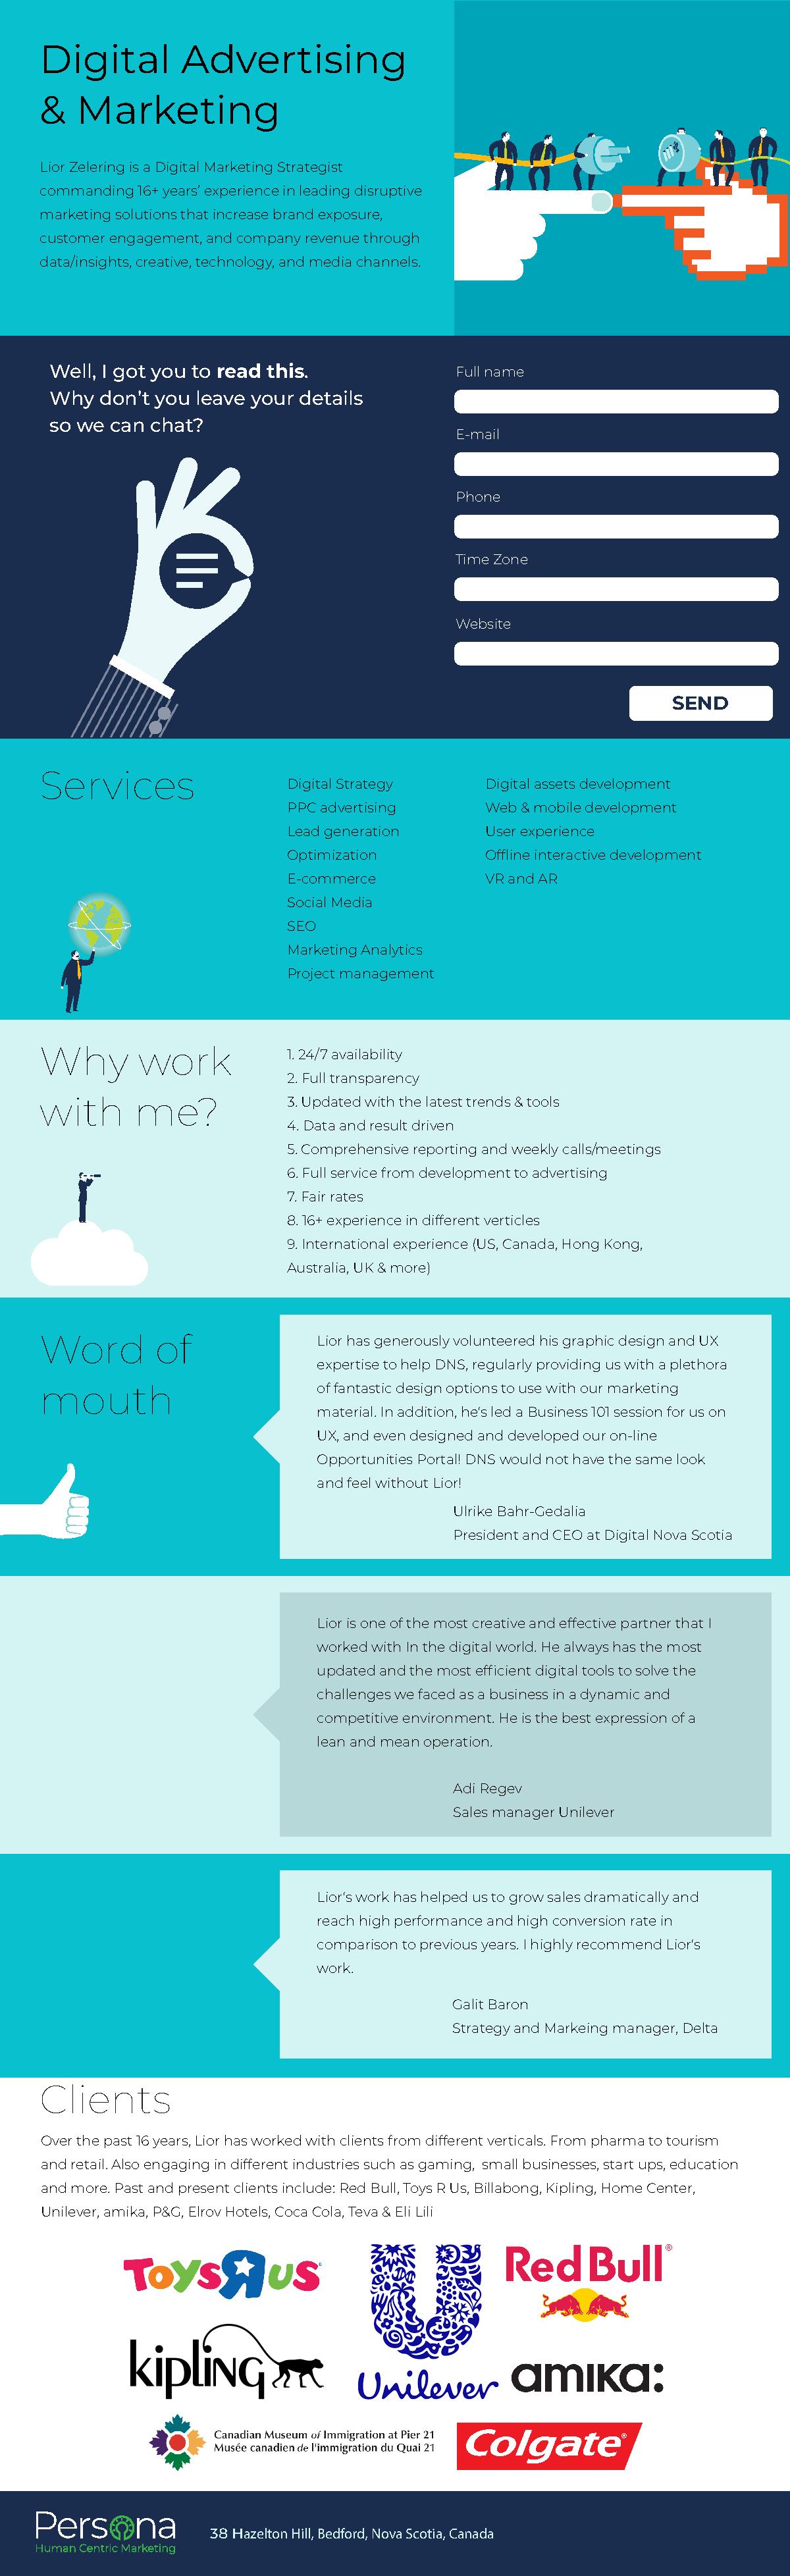 Digital Advertising
& Marketing
Lior Zelering is a Digital Marketing Strategist
commanding 16+ years’ experience in leading disruptive
marketing solutions that increase brand exposure,
customer engagement, and company revenue through
data/insights, creative, technology, and media channels.
Well, I got you to read this.
Why don’t you leave your details
so we can chat?
Full name
E-mail
Phone
Time Zone
Website
SEND
Services
Digital Strategy
PPC advertising
Lead generation
Optimization
E-commerce
Social Media
SEO
Marketing Analytics
Project management
Digital assets development
Web & mobile development
User experience
Offline interactive development
VR and AR
Why work
with me?
1. 24/7 availability
2. Full transparency
3. Updated with the latest trends & tools
4. Data and result driven
5. Comprehensive reporting and weekly calls/meetings
6. Full service from development to advertising
7. Fair rates
8. 16+ experience in different verticles
9. International experience (US, Canada, Hong Kong,
Australia, UK & more)
Word of
mouth
Lior has generously volunteered his graphic design and UX
expertise to help DNS, regularly providing us with a plethora
of fantastic design options to use with our marketing
material. In addition, he's led a Business 101 session for us on
UX, and even designed and developed our on-line
Opportunities Portal! DNS would not have the same look
and feel without Lior!
Ulrike Bahr-Gedalia
President and CEO at Digital Nova Scotia
Lior is one of the most creative and effective partner that I
worked with In the digital world. He always has the most
updated and the most efficient digital tools to solve the
challenges we faced as a business in a dynamic and
competitive environment. He is the best expression of a
lean and mean operation.
Adi Regev
Sales manager Unilever
Lior's work has helped us to grow sales dramatically and
reach high performance and high conversion rate in
comparison to previous years. I highly recommend Lior's
work.
Galit Baron
Strategy and Markeing manager, Delta
Clients
Over the past 16 years, Lior has worked with clients from different verticals. From pharma to tourism
and retail. Also engaging in different industries such as gaming, small businesses, start ups, education
and more. Past and present clients include: Red Bull, Toys R Us, Billabong, Kipling, Home Center,
Unilever, amika, P&G, Elrov Hotels, Coca Cola, Teva & Eli Lili
ToysRus
Unilever
Red Bull®
kipling
amika:
Canadian Museum of Immigration at Pier 21
Musée canadien de l'immigration du Quai 21
Colgate®
Persona
Human Centric Marketing
38 Hazelton Hill, Bedford, Nova Scotia, Canada